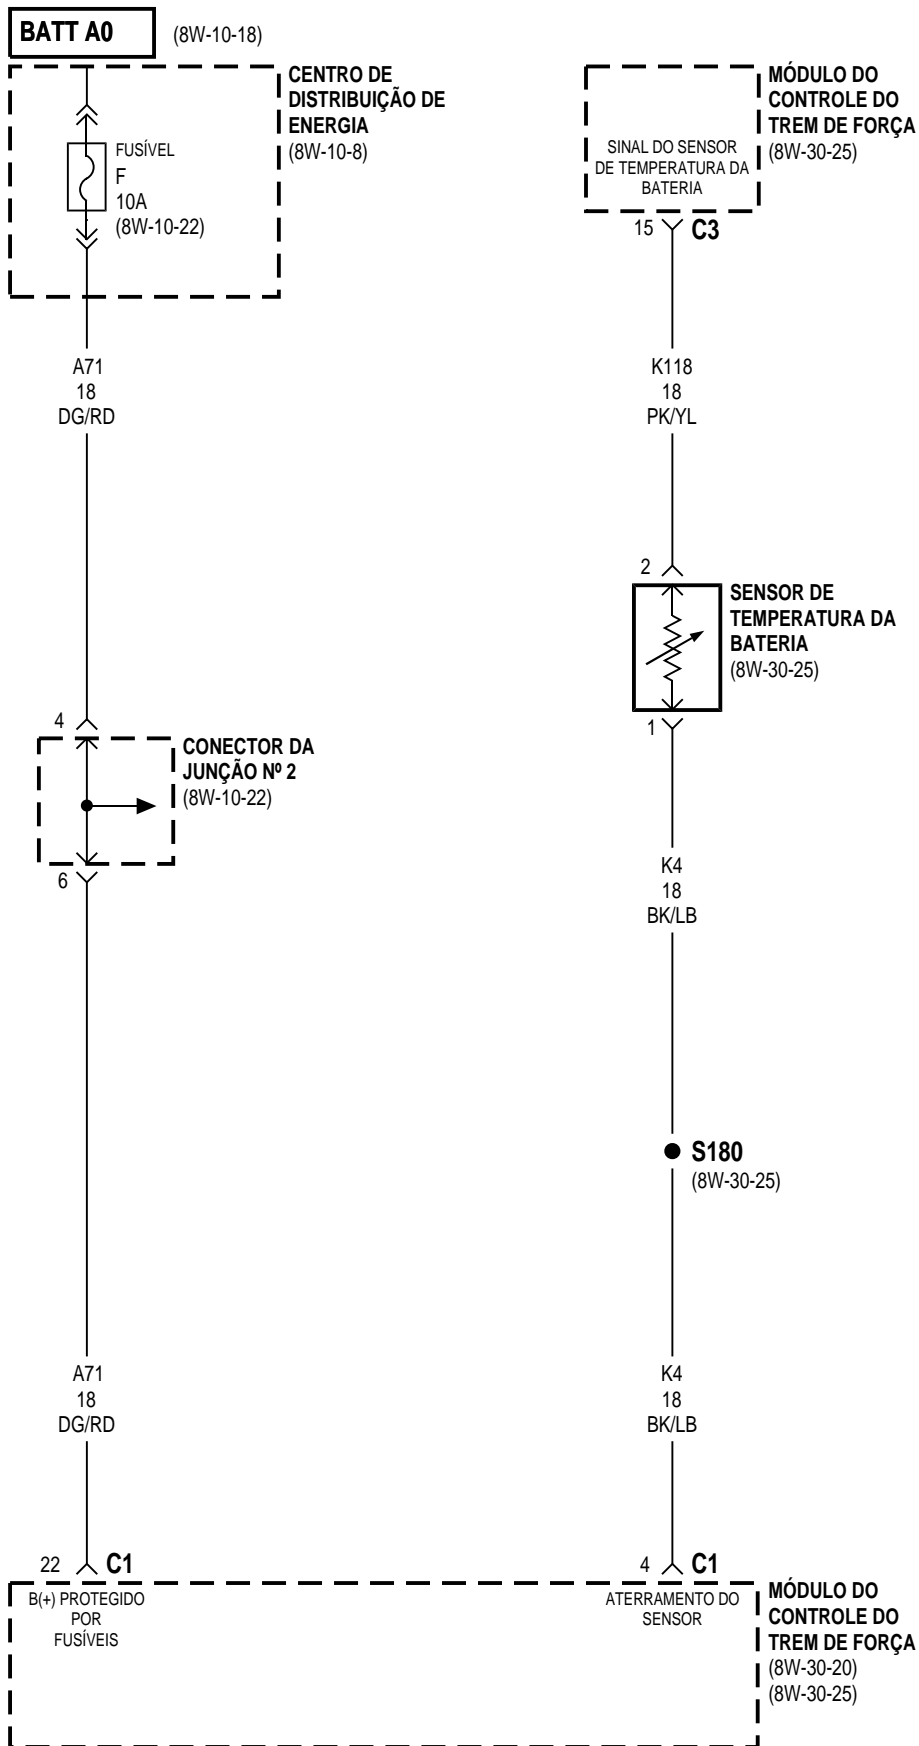 BATT A0
(8W-10-18)
CENTRO DE
DISTRIBUIÇÃO DE
ENERGIA
(8W-10-8)
FUSÍVEL
F
10A
(8W-10-22)
MÓDULO DO
CONTROLE DO
TREM DE FORÇA
(8W-30-25)
SINAL DO SENSOR
DE TEMPERATURA DA
BATERIA
15
C3
A71
18
DG/RD
K118
18
PK/YL
2
SENSOR DE
TEMPERATURA DA
BATERIA
(8W-30-25)
1
4
CONECTOR DA
JUNÇÃO Nº 2
(8W-10-22)
6
K4
18
BK/LB
S180
(8W-30-25)
A71
18
DG/RD
K4
18
BK/LB
22
C1
4
C1
B(+) PROTEGIDO
POR
FUSÍVEIS
ATERRAMENTO DO
SENSOR
MÓDULO DO
CONTROLE DO
TREM DE FORÇA
(8W-30-20)
(8W-30-25)